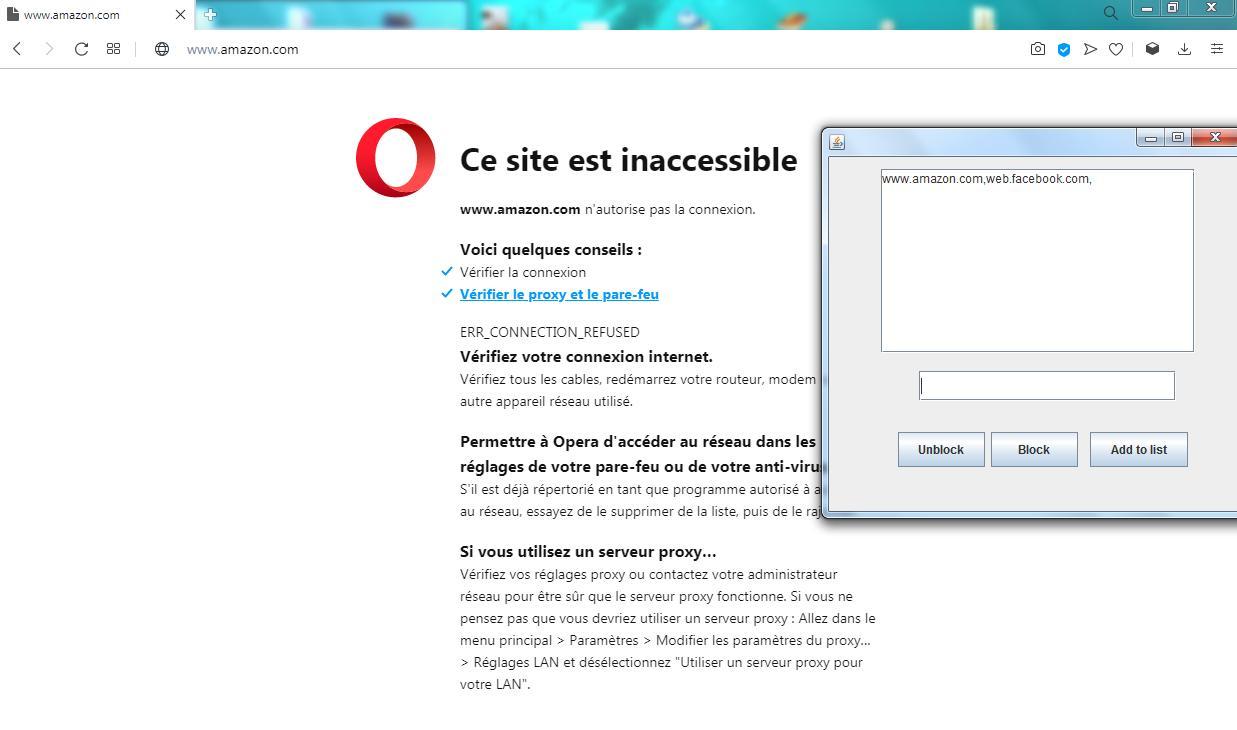 www.amazon.com
www.amazon.com
Ce site est inaccessible
www.amazon.com n'autorise pas la connexion.
Voici quelques conseils :
Vérifier la connexion
Vérifier le proxy et le pare-feu
ERR_CONNECTION_REFUSED
Vérifiez votre connexion internet.
Vérifiez tous les cables, redémarrez votre routeur, modem
autre appareil réseau utilisé.
Permettre à Opera d'accéder au réseau dans les
réglages de votre pare-feu ou de votre anti-virus
S'il est déjà répertorié en tant que programme autorisé à
au réseau, essayez de le supprimer de la liste, puis de le
Si vous utilisez un serveur proxy...
Vérifiez vos réglages proxy ou contactez votre administrateur
réseau pour être sûr que le serveur proxy fonctionne. Si vous ne
pensez pas que vous devriez utiliser un serveur proxy : Allez dans le
menu principal > Paramètres > Modifier les paramètres du proxy...
> Réglages LAN et désélectionnez "Utiliser un serveur proxy pour
votre LAN".
www.amazon.com,web.facebook.com,
Unblock
Block
Add to list